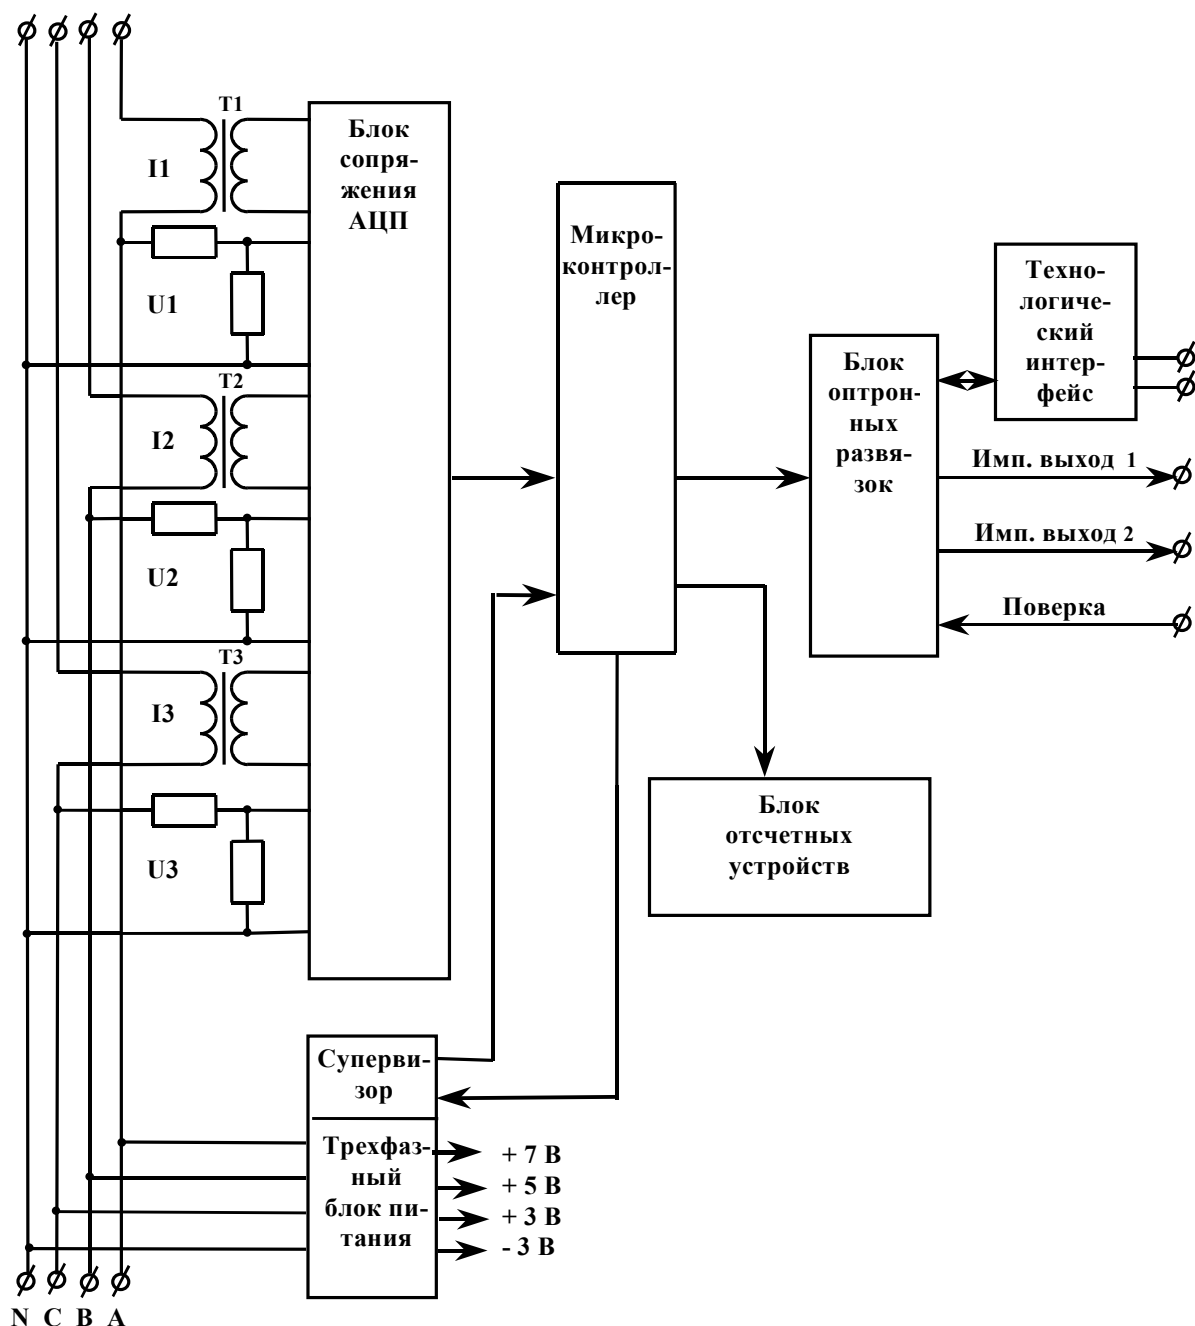 T1
Блок
сопря-
жения
АЦП
I1
U1
T2
I2
U2
T3
I3
U3
Микро-
контрол-
лер
Блок
оптрон-
ных
развя-
зок
Техно-
логиче-
ский
интер-
фейс
Имп. выход 1
Имп. выход 2
Поверка
Блок
отсчетных
устройств
Суперви-
зор
Трехфаз-
ный
блок пи-
тания
+ 7 В
+ 5 В
+ 3 В
- 3 В
N C B A